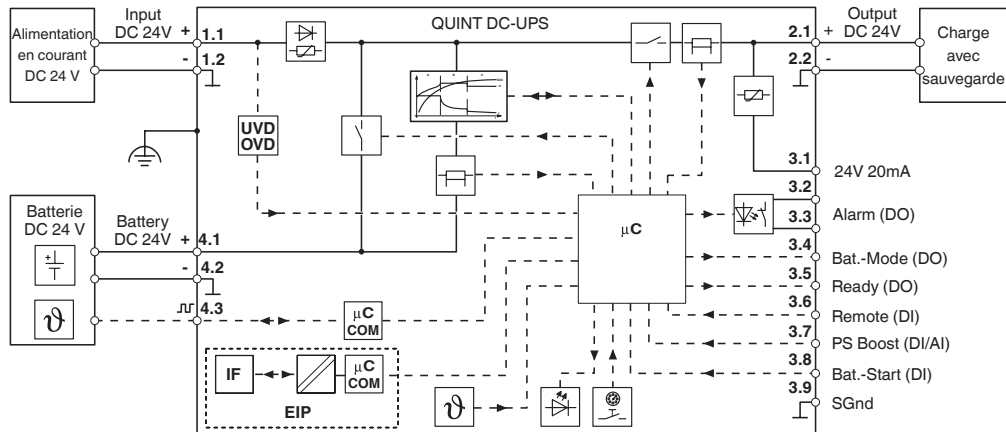 QUINT DC-UPS
Alimentation
en courant
DC 24 V
Input
DC 24V
+
-
1.1
1.2
Output
+ DC 24V
-
2.1
2.2
Charge
avec
sauvegarde
UVD
OVD
Batterie
DC 24 V
+
ϑ
Battery
DC 24V
+
-
4.1
4.2
4.3
µC
µC
COM
IF
µC
COM
EIP
ϑ
3.1
24V 20mA
3.2
3.3
Alarm (DO)
3.4
Bat.-Mode (DO)
3.5
Ready (DO)
3.6
Remote (DI)
3.7
PS Boost (DI/AI)
3.8
Bat.-Start (DI)
3.9
SGnd